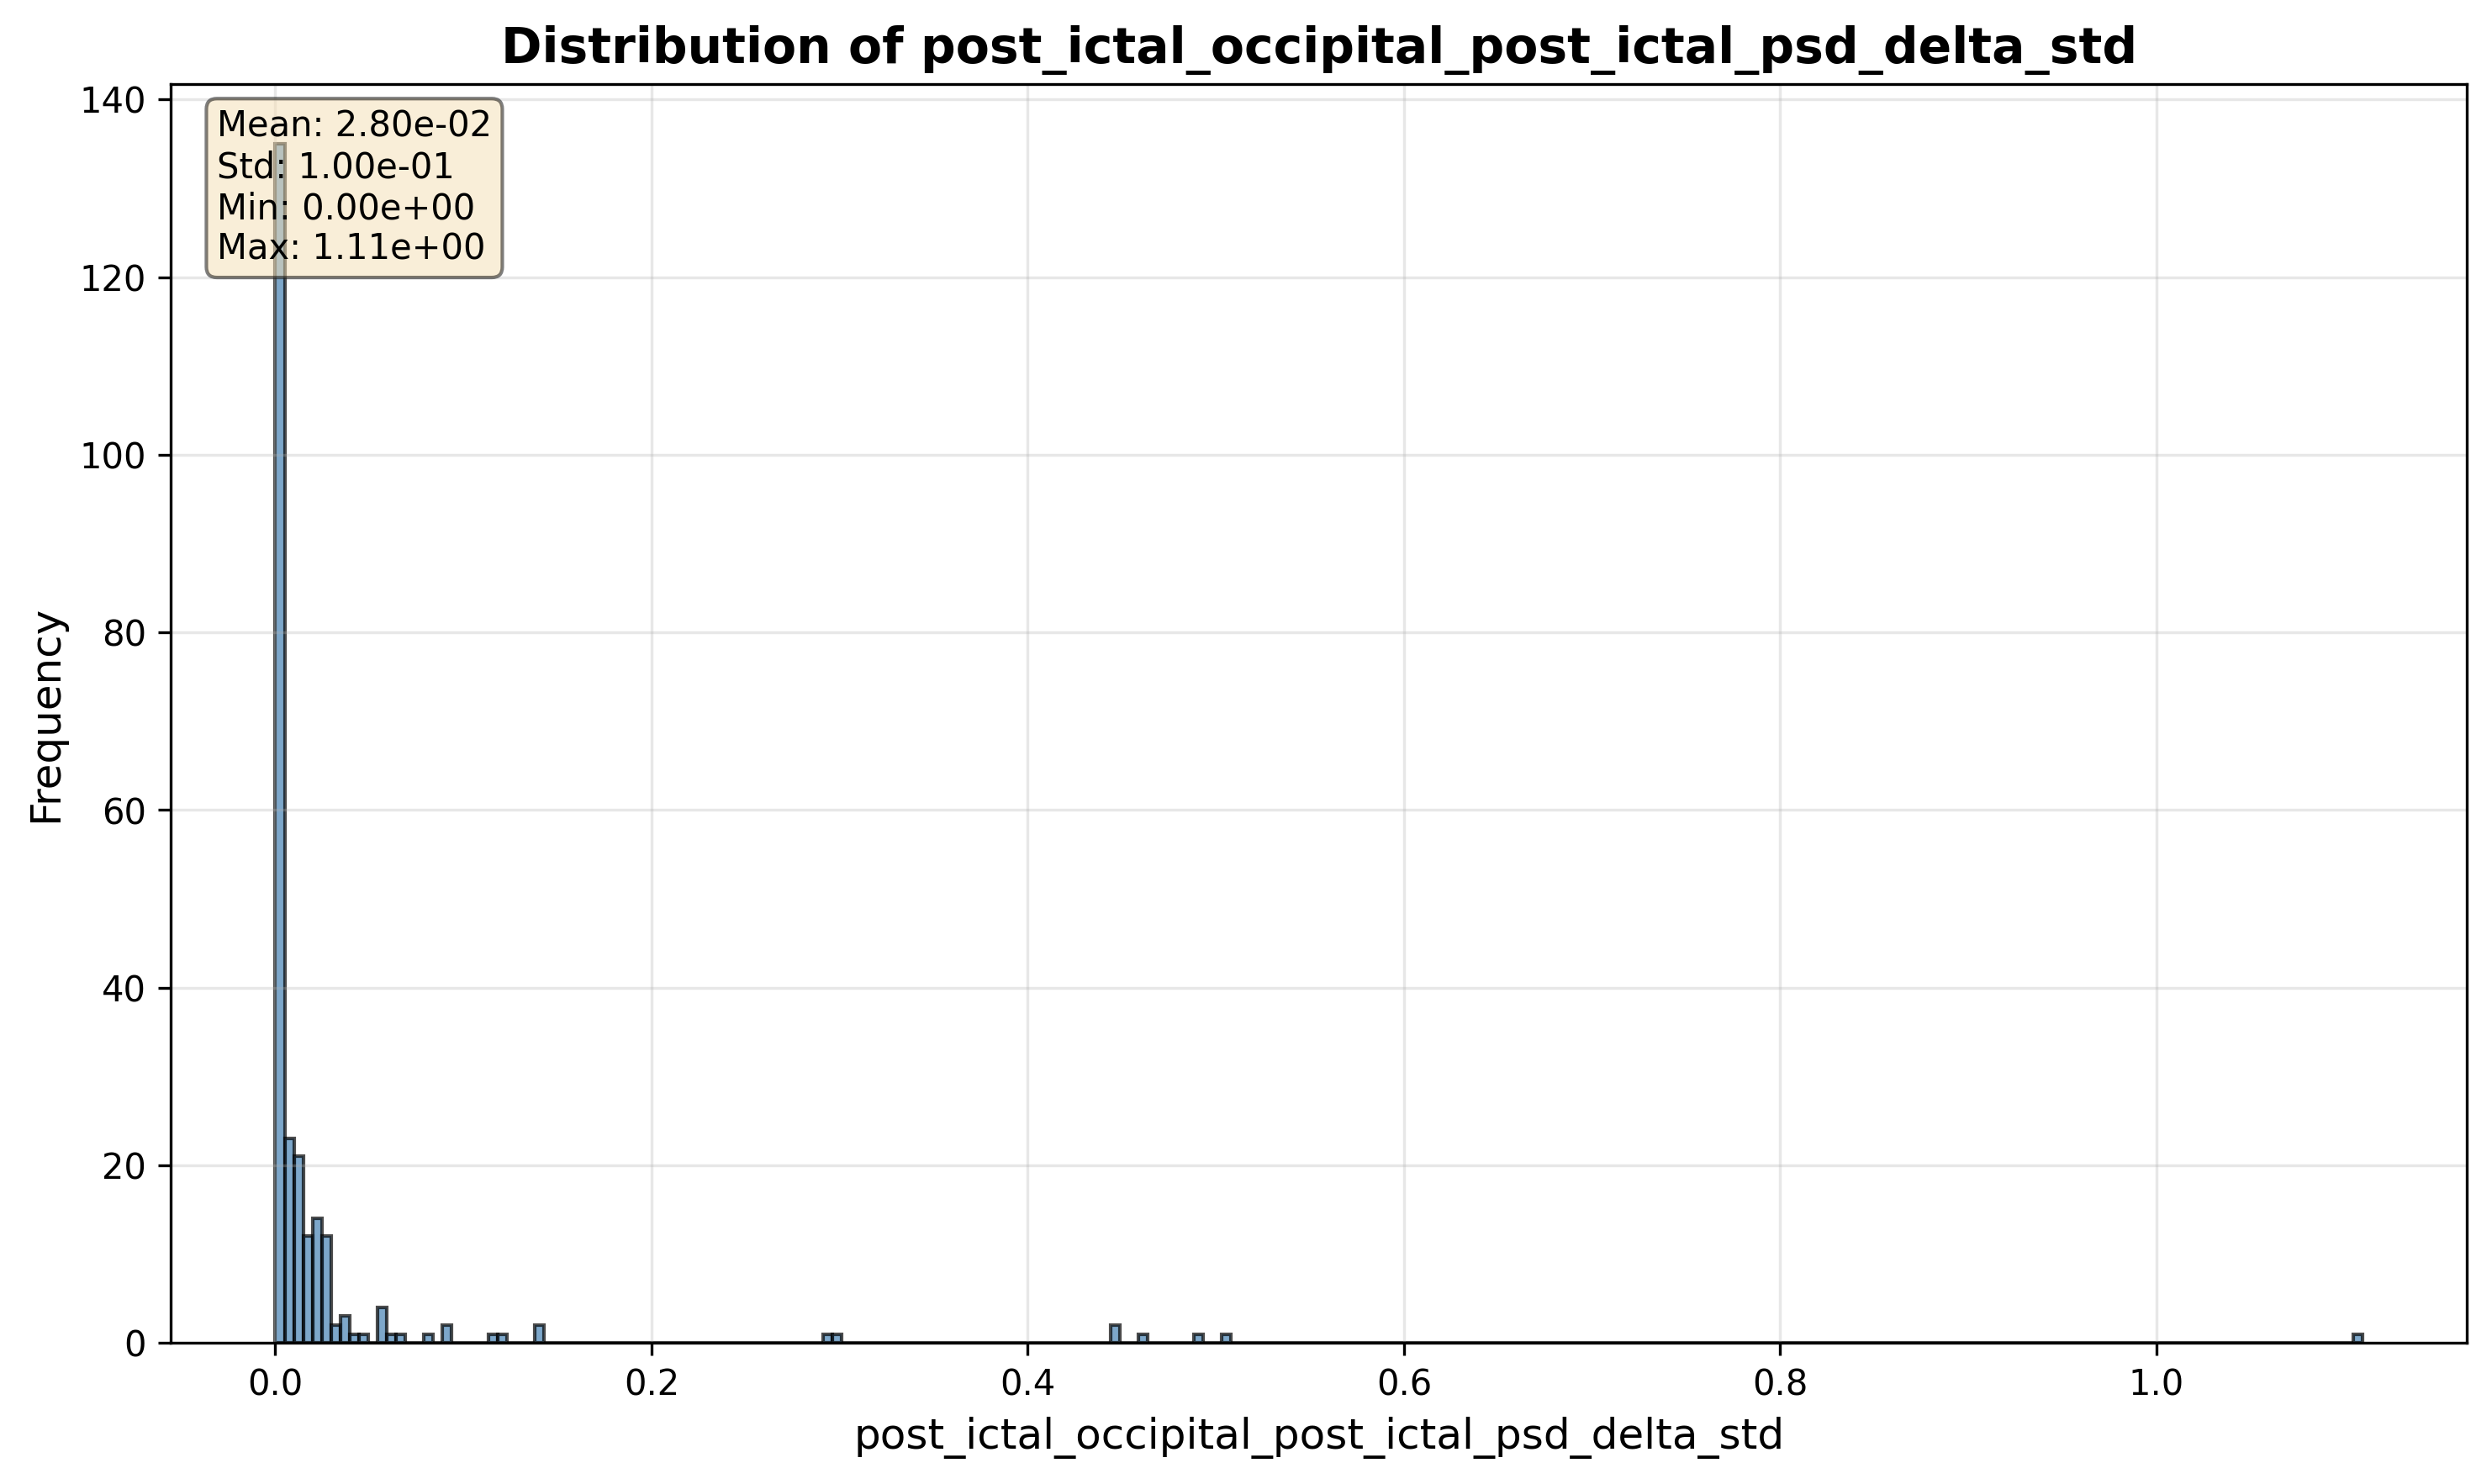 Distribution of post_ictal_occipital_post_ictal_psd_delta_std
Mean: 2.80e-02
Std: 1.00e-01
Min: 0.00e+00
Max: 1.11e+00
140
120
100
80
60
40
20
0
Frequency
0.0 0.2 0.4 0.6 0.8 1.0
post_ictal_occipital_post_ictal_psd_delta_std